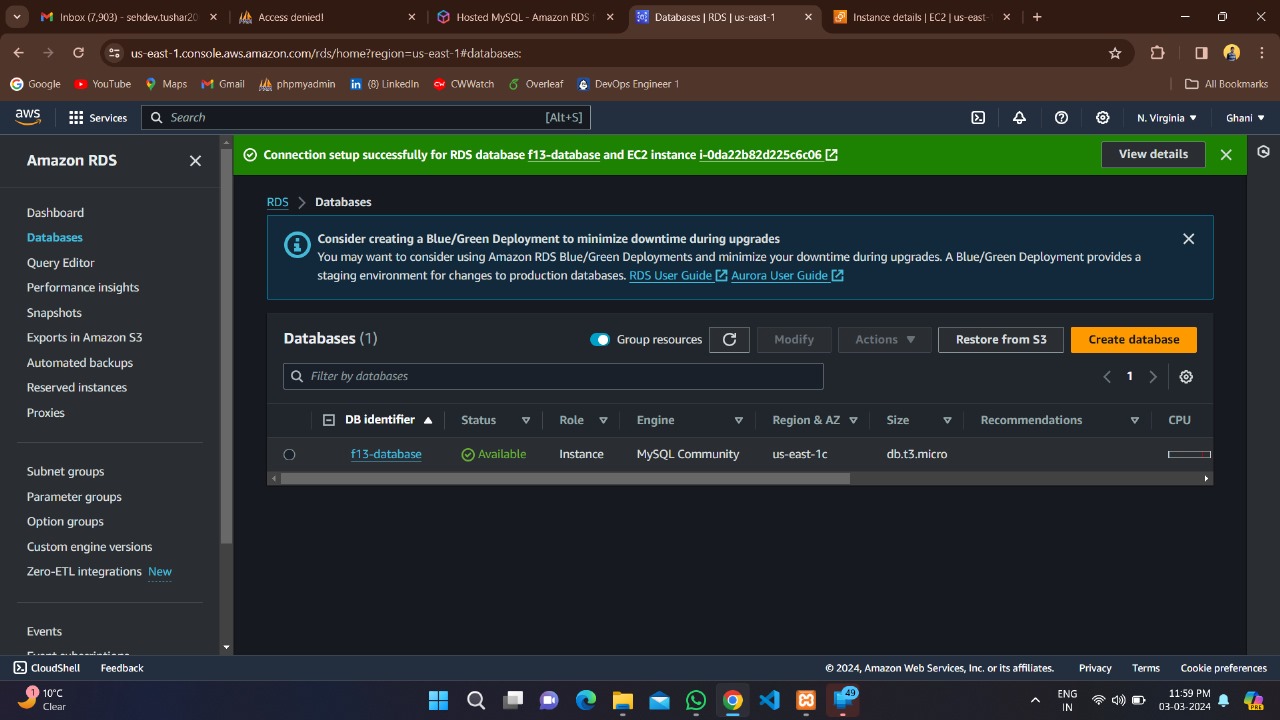 Inbox (7,903) - sehdev.tushar20
Access denied!
Hosted MySQL - Amazon RDS
Databases | RDS | us-east-1
Instance details | EC2 | us-east-
us-east-1.console.aws.amazon.com/rds/home?region=us-east-1#databases:
Google YouTube Maps Gmail phpmyadmin (8) LinkedIn CWWatch Overleaf DevOps Engineer 1 All Bookmarks
aws Services Search [Alt+S] N. Virginia Ghani
Amazon RDS
Dashboard
Databases
Query Editor
Performance insights
Snapshots
Exports in Amazon S3
Automated backups
Reserved instances
Proxies
Subnet groups
Parameter groups
Option groups
Custom engine versions
Zero-ETL integrations New
Events
Connection setup successfully for RDS database f13-database and EC2 instance i-0da22b82d225c6c06 View details
RDS Databases
Consider creating a Blue/Green Deployment to minimize downtime during upgrades
You may want to consider using Amazon RDS Blue/Green Deployments and minimize your downtime during upgrades. A Blue/Green Deployment provides a
staging environment for changes to production databases. RDS User Guide Aurora User Guide
Databases (1) Group resources Modify Actions Restore from S3 Create database
Filter by databases 1
DB identifier Status Role Engine Region & AZ Size Recommendations CPU
f13-database Available Instance MySQL Community us-east-1c db.t3.micro
CloudShell Feedback © 2024, Amazon Web Services, Inc. or its affiliates. Privacy Terms Cookie preferences
1 10°C
Clear
49
ENG
IN
11:59 PM
03-03-2024
PRE